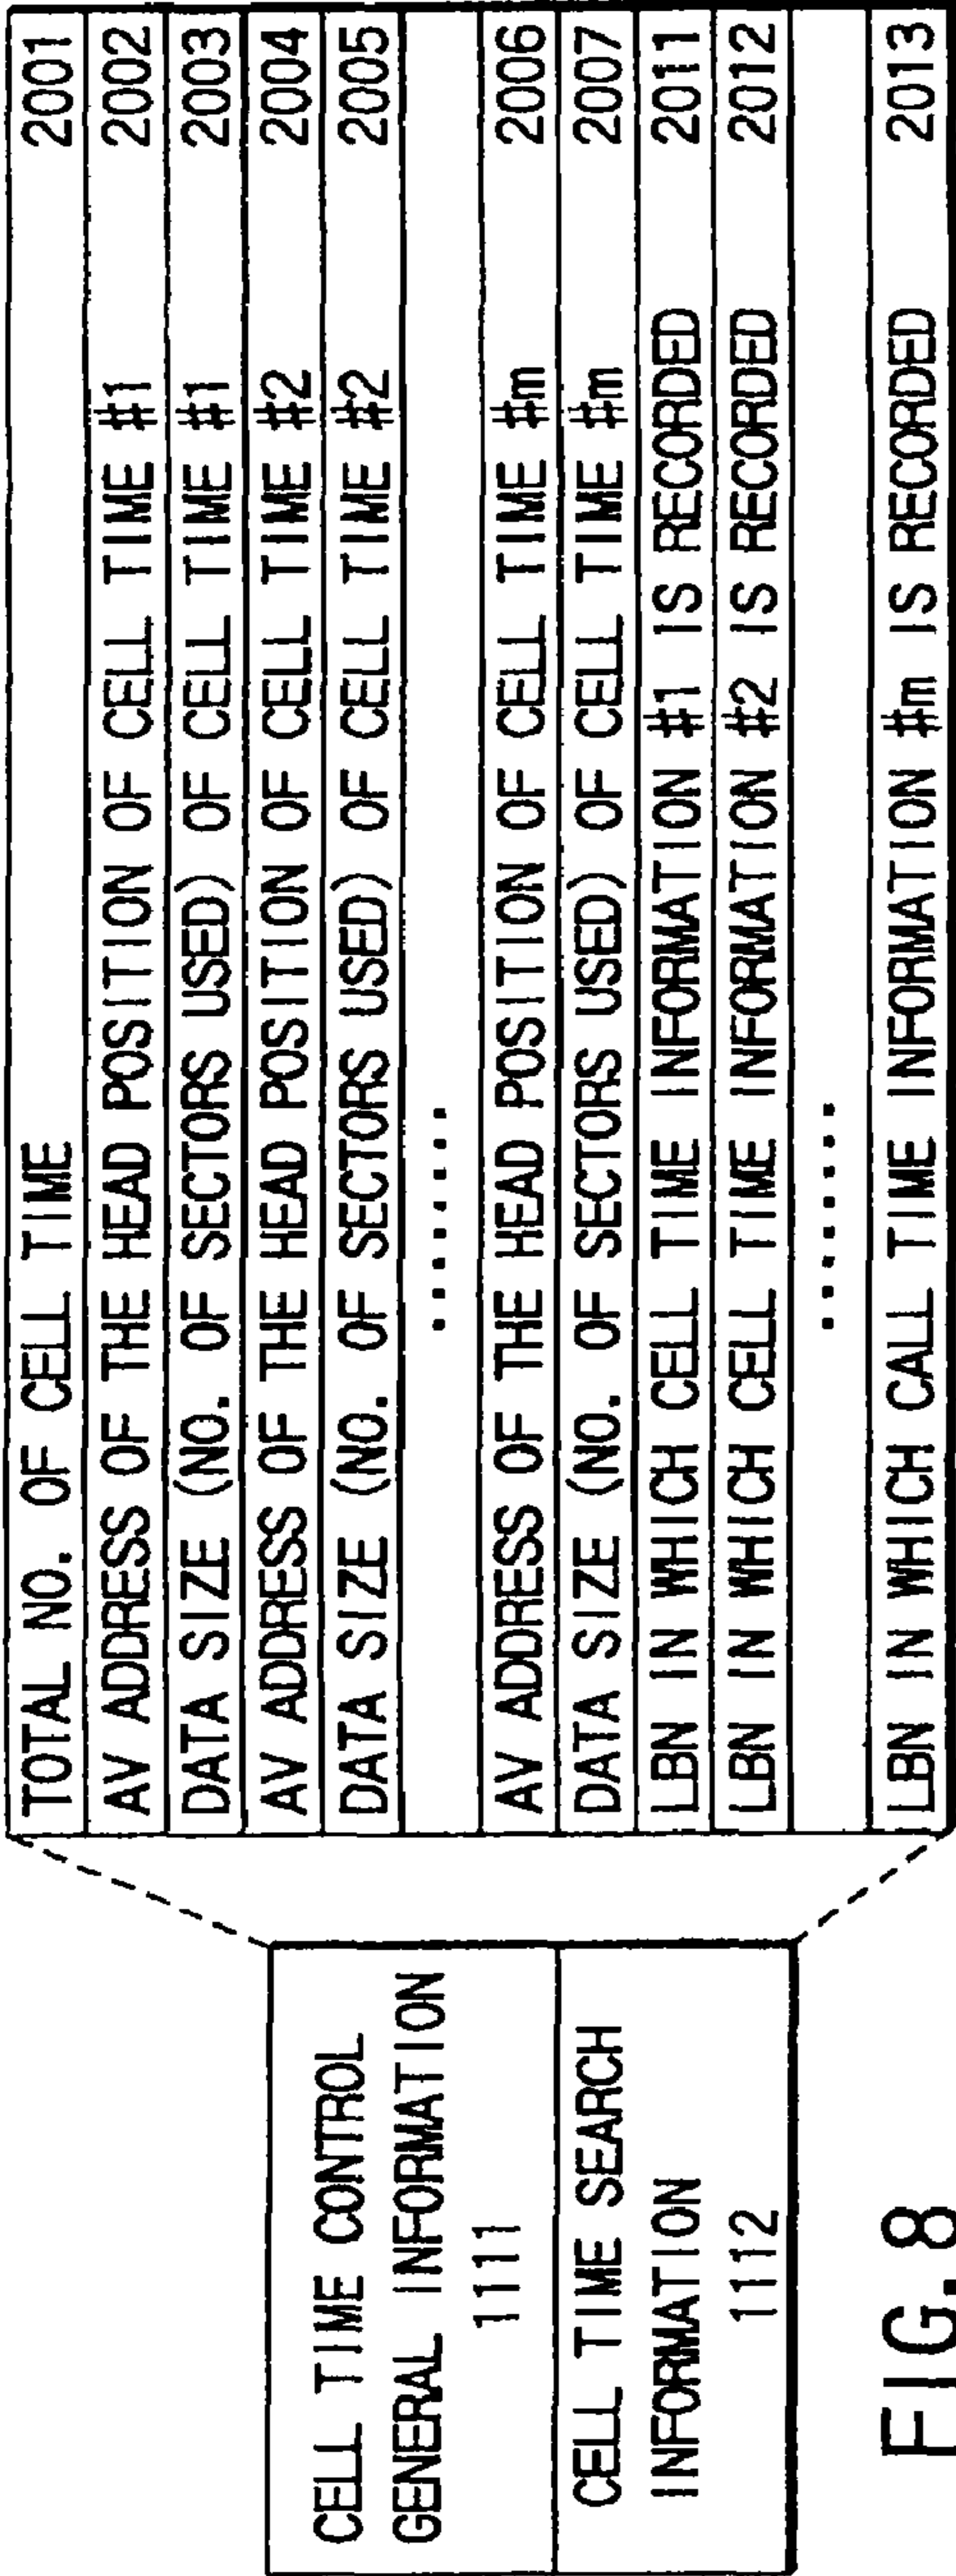 CELL TIME CONTROL
GENERAL INFORMATION
1111
CELL TIME SEARCH
INFORMATION
1112
TOTAL NO. OF CELL TIME 2001
AV ADDRESS OF THE HEAD POSITION OF CELL TIME #1 2002
DATA SIZE (NO. OF SECTORS USED) OF CELL TIME #1 2003
AV ADDRESS OF THE HEAD POSITION OF CELL TIME #2 2004
DATA SIZE (NO. OF SECTORS USED) OF CELL TIME #2 2005
.......
AV ADDRESS OF THE HEAD POSITION OF CELL TIME #m 2006
DATA SIZE (NO. OF SECTORS USED) OF CELL TIME #m 2007
LBN IN WHICH CELL TIME INFORMATION #1 IS RECORDED 2011
LBN IN WHICH CELL TIME INFORMATION #2 IS RECORDED 2012
.......
LBN IN WHICH CALL TIME INFORMATION #m IS RECORDED 2013
FIG. 8